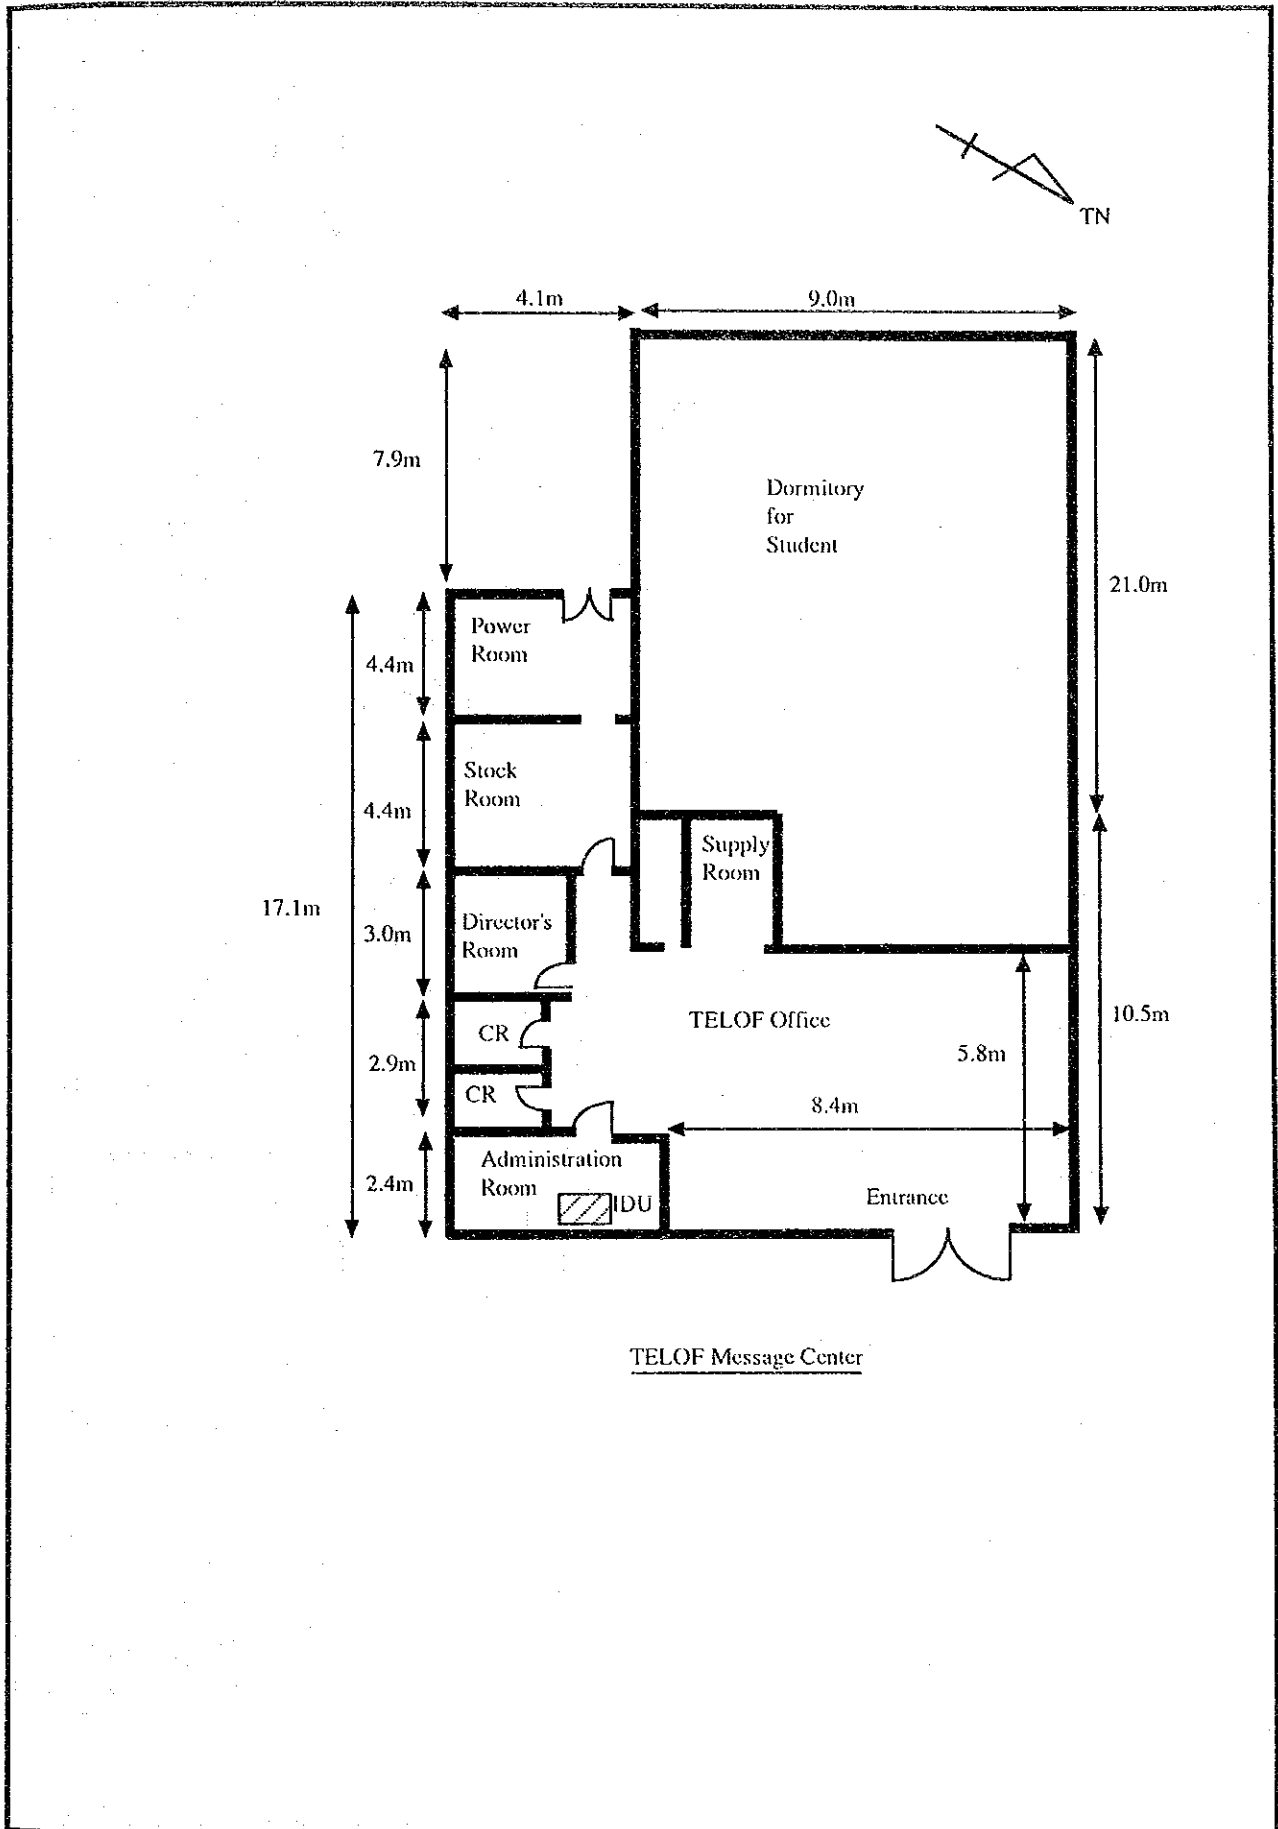 TN
4.1m
9.0m
7.9m
Dormitory
for
Student
21.0m
Power
Room
4.4m
Stock
Room
4.4m
Supply
Room
17.1m
Director's
Room
3.0m
TELOF Office
10.5m
CR
5.8m
2.9m
CR
8.4m
Administration
Room
2.4m
IDU
Entrance
TELOF Message Center